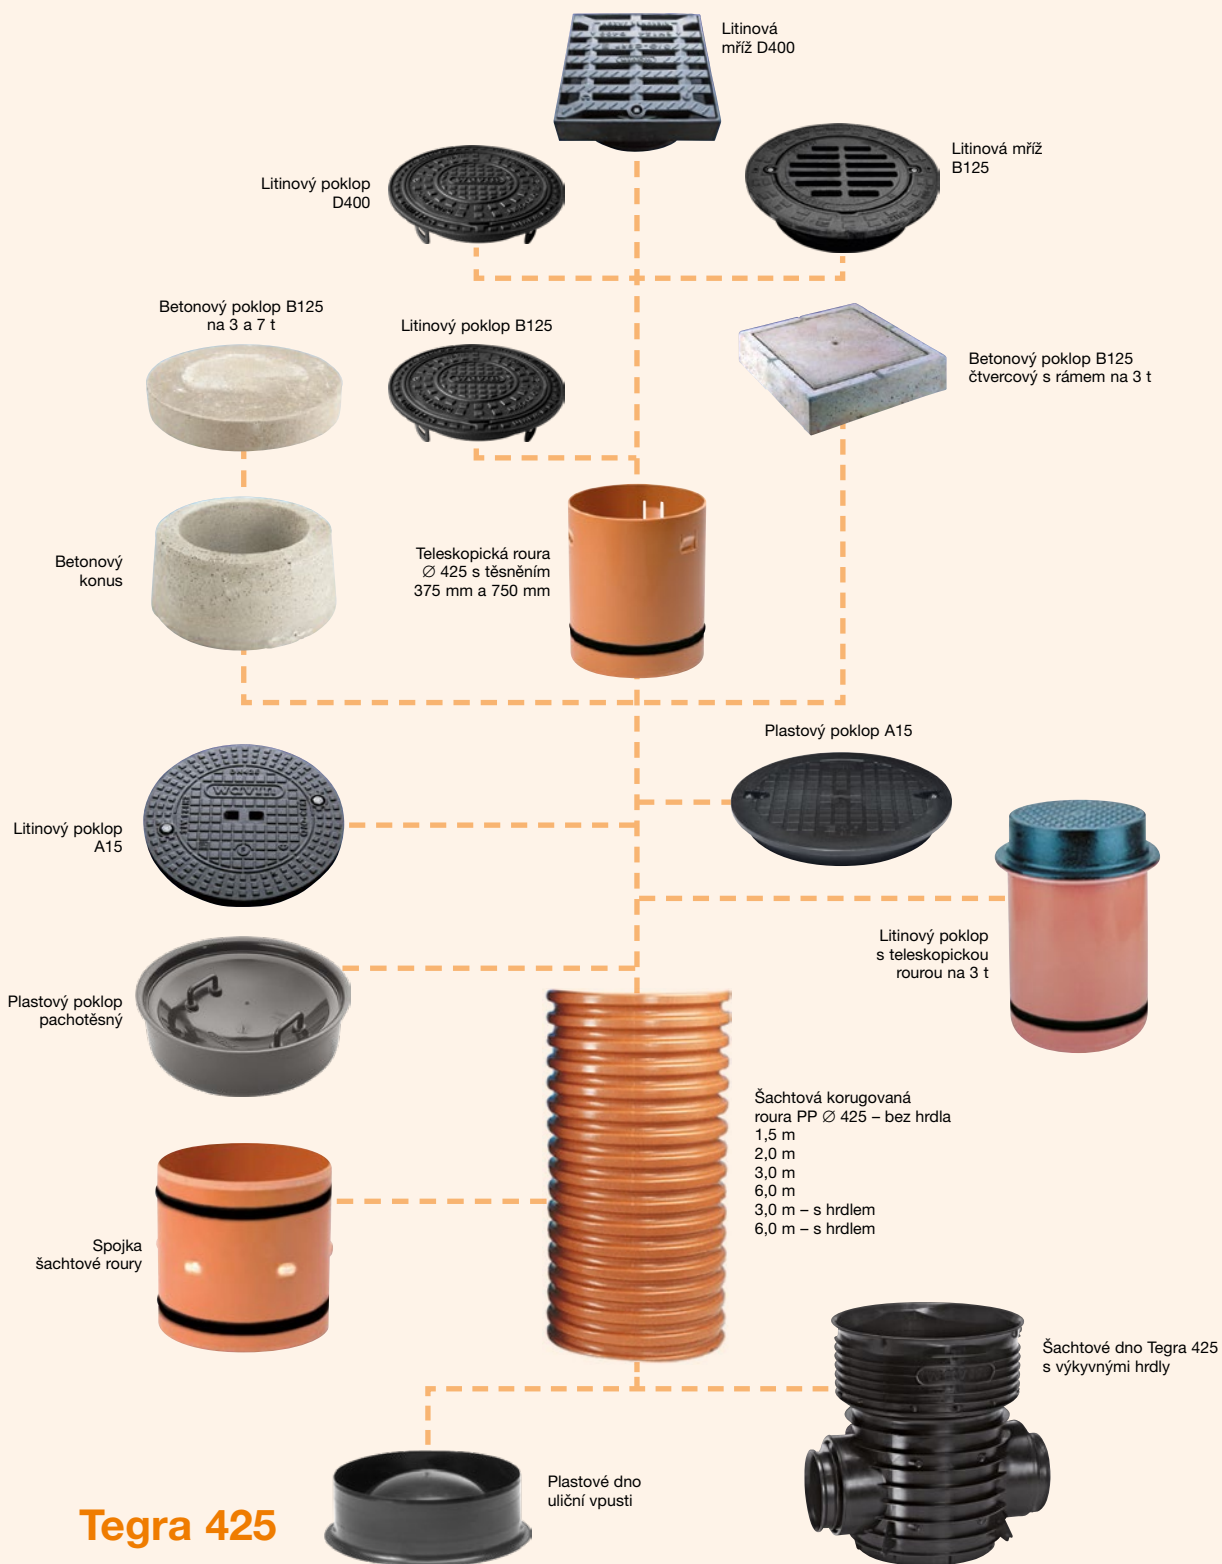 Litinová
mříž D400
Litinový poklop
D400
Litinová mříž
B125
Betonový poklop B125
na 3 a 7 t
Litinový poklop B125
Betonový poklop B125
čtvercový s rámem na 3 t
Betonový
konus
Teleskopická roura
∅ 425 s těsněním
375 mm a 750 mm
Plastový poklop A15
Litinový poklop
A15
wavin
Litinový poklop
s teleskopickou
rourou na 3 t
Plastový poklop
pachotěsný
Šachtová korugovaná
roura PP ∅ 425 – bez hrdla
1,5 m
2,0 m
3,0 m
6,0 m
3,0 m – s hrdlem
6,0 m – s hrdlem
Spojka
šachtové roury
Šachtové dno Tegra 425
s výkyvnými hrdly
Plastové dno
uliční vpusti
Tegra 425